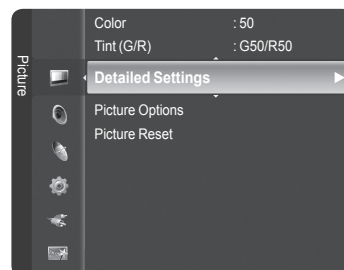 Picture
Color : 50
Tint (G/R) : G50/R50
Detailed Settings
Picture Options
Picture Reset